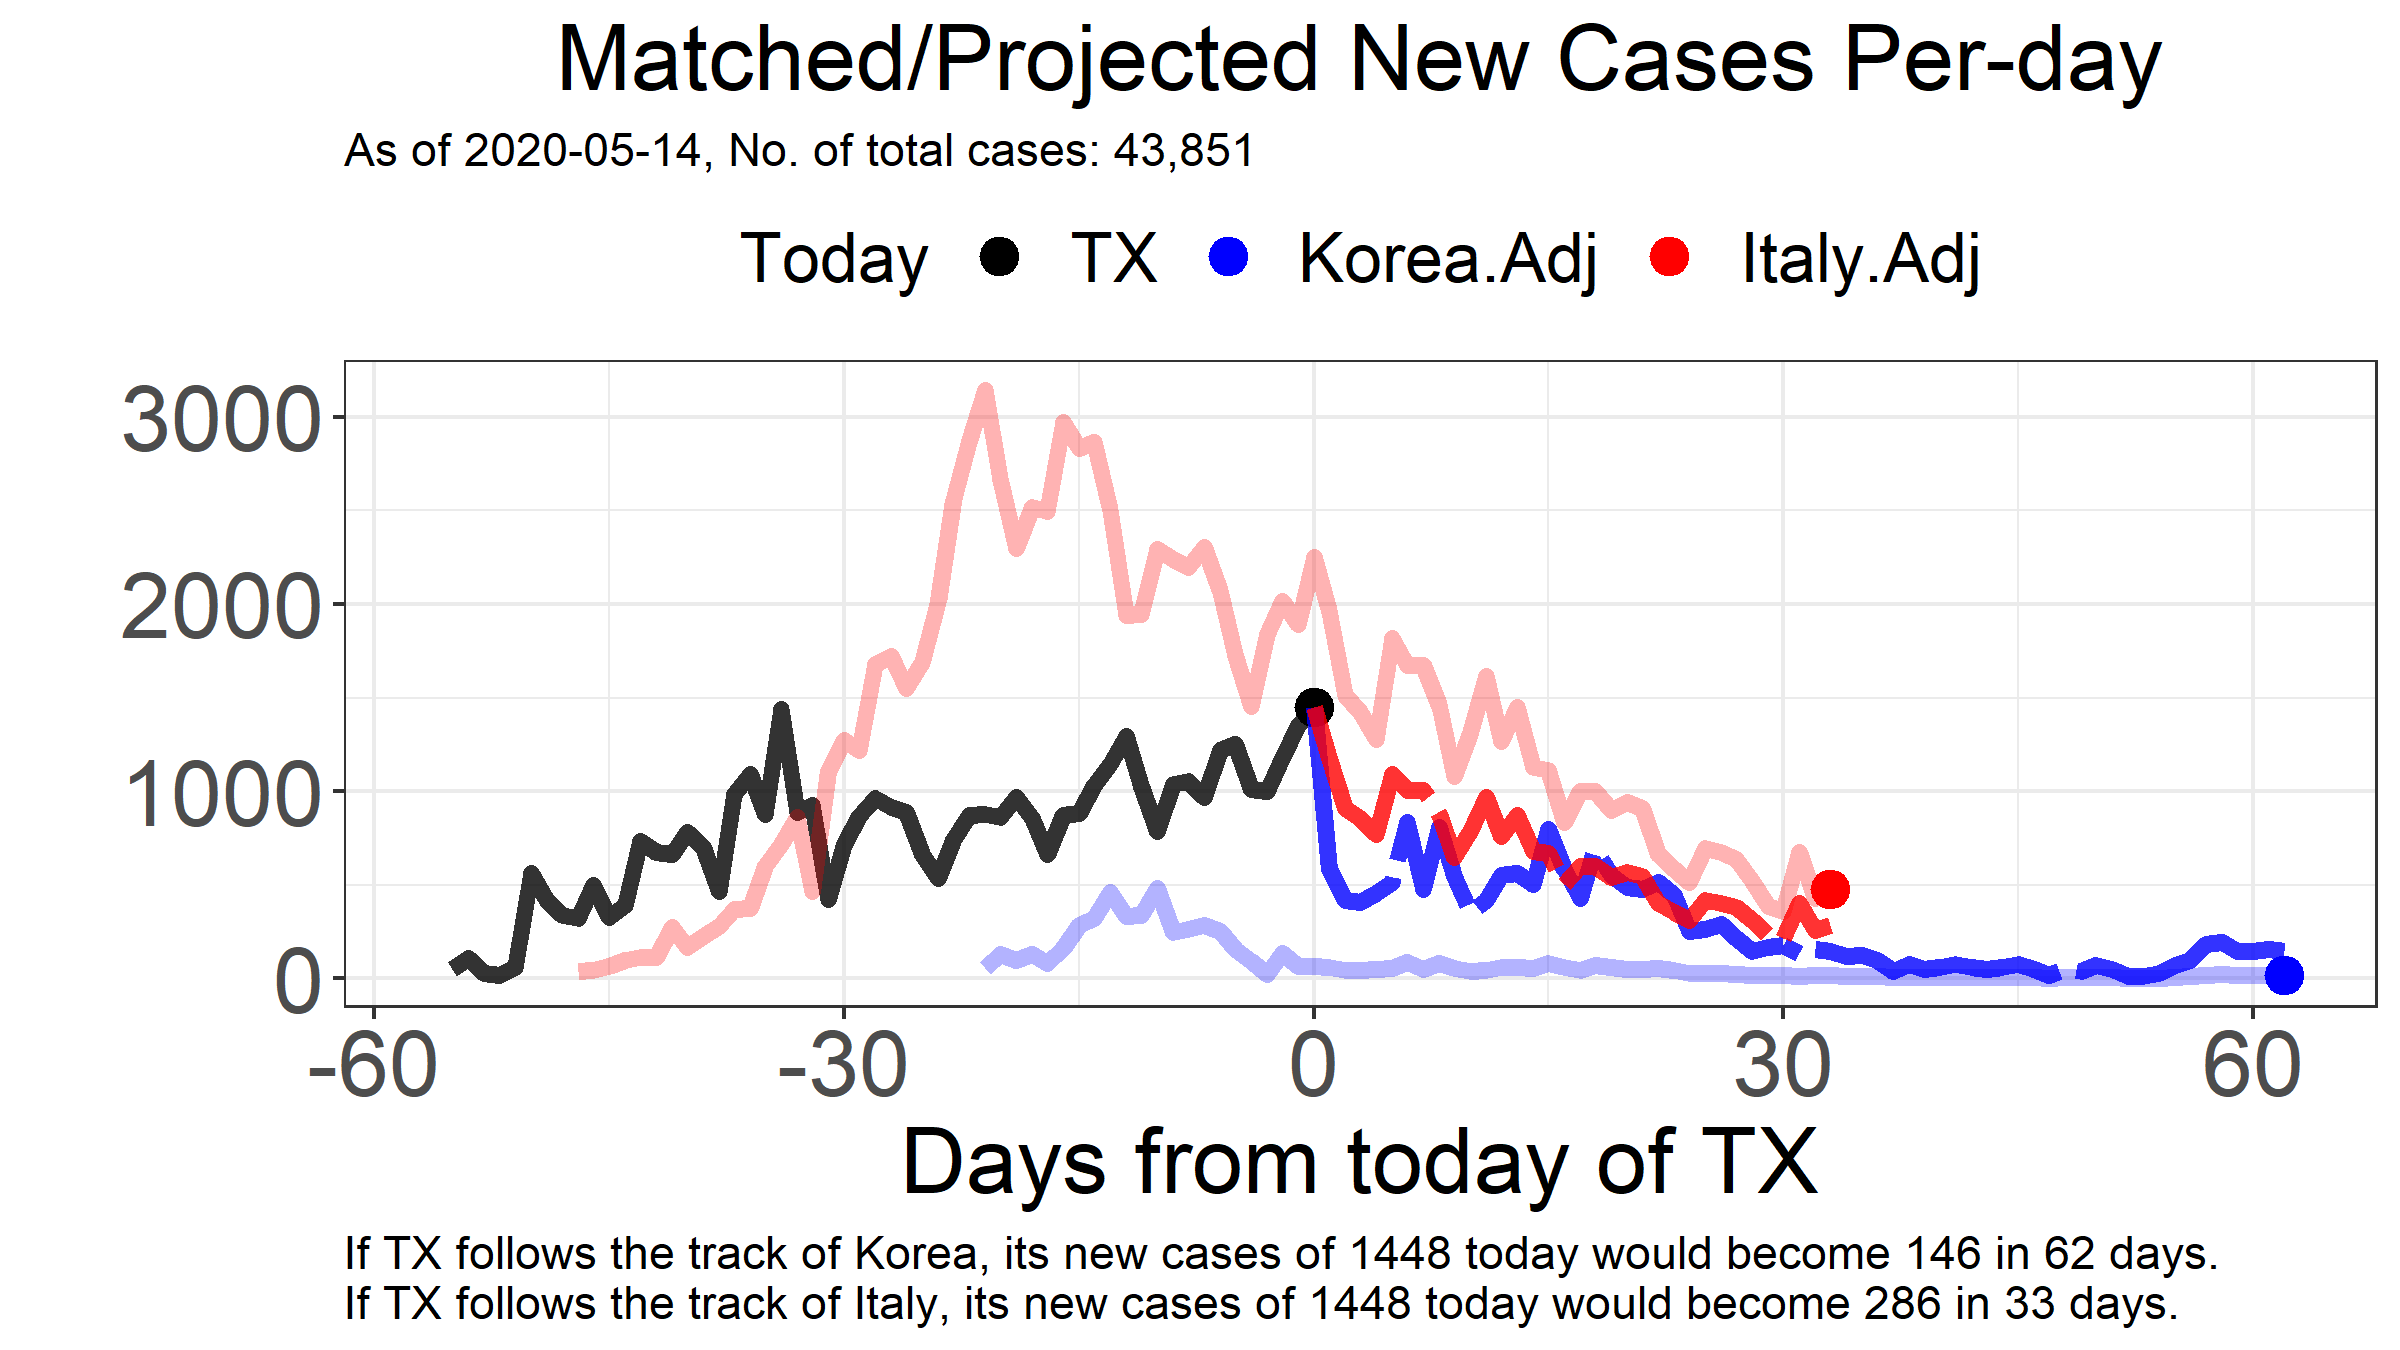 Matched/Projected New Cases Per-day
As of 2020-05-14, No. of total cases: 43,851
Today TX Korea.Adj Italy.Adj
3000
2000
1000
0
-60 -30 0 30 60
Days from today of TX
If TX follows the track of Korea, its new cases of 1448 today would become 146 in 62 days.
If TX follows the track of Italy, its new cases of 1448 today would become 286 in 33 days.